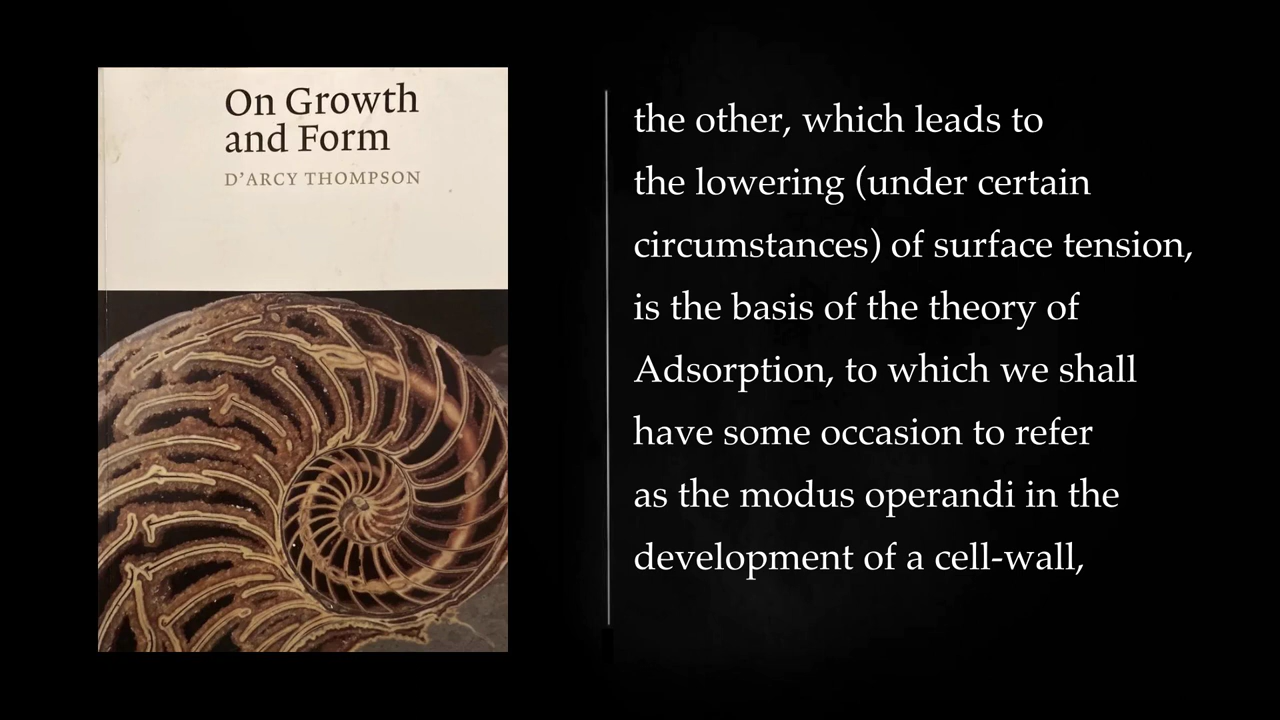 On Growth
and Form
D'ARCY THOMPSON
the other, which leads to
the lowering (under certain
circumstances) of surface tension,
is the basis of the theory of
Adsorption, to which we shall
have some occasion to refer
as the modus operandi in the
development of a cell-wall,